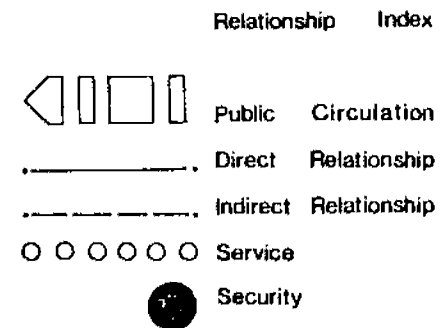 Relationship Index
Public Circulation
Direct Relationship
Indirect Relationship
Service
Security